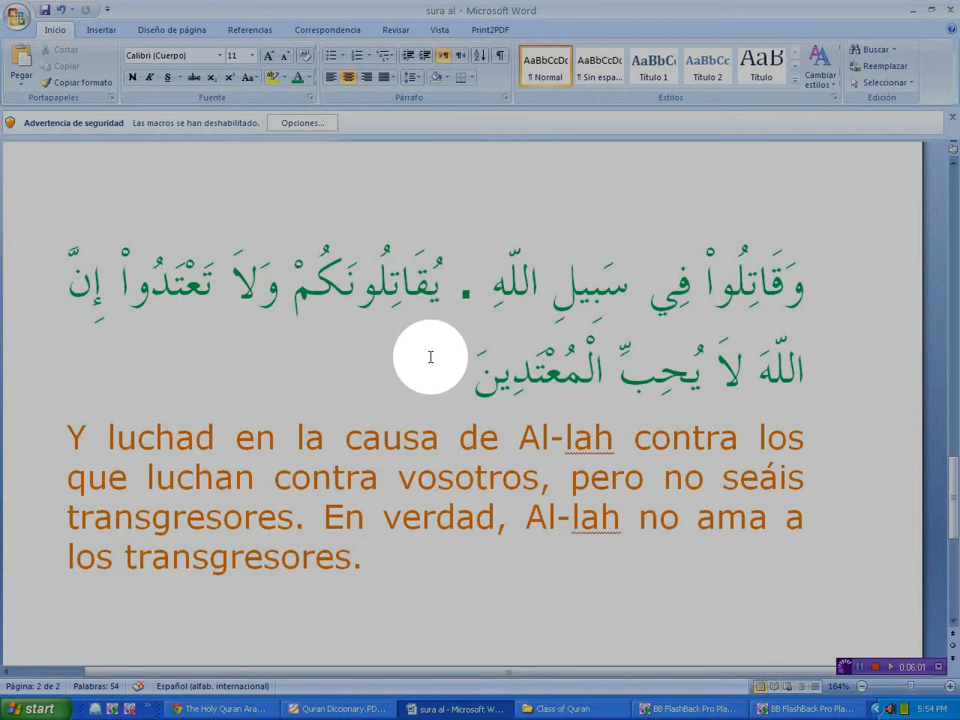 sura al - Microsoft Word
Inicio Insertar Diseño de página Referencias Correspondencia Revisar Vista Print2PDF
Pegar
Cortar
Copiar
Copiar formato
Portapapeles
Calibri (Cuerpo) 11
Fuente
Párrafo
AaBbCcDc AaBbCcDc AaBbCc AaBbCc AaB
¶ Normal ¶ Sin espa... Título 1 Título 2 Título
Cambiar estilos
Estilos
Buscar
Reemplazar
Seleccionar
Edición
Advertencia de seguridad Las macros se han deshabilitado. Opciones...
وَقَاتِلُواْ فِي سَبِيلِ اللّهِ . يُقَاتِلُونَكُمْ وَلاَ تَعْتَدُواْ إِنَّ
اللّهَ لاَ يُحِبِّ الْمُعْتَدِينَ
Y luchad en la causa de Al-lah contra los
que luchan contra vosotros, pero no seáis
transgresores. En verdad, Al-lah no ama a
los transgresores.
0:06:01
Página: 2 de 2 Palabras: 54 Español (alfab. internacional) 164%
start The Holy Quran Ara... Quran Diccionary.PD... sura al - Microsoft W... Class of Quran BB FlashBack Pro Pla... BB FlashBack Pro Pla... 5:54 PM